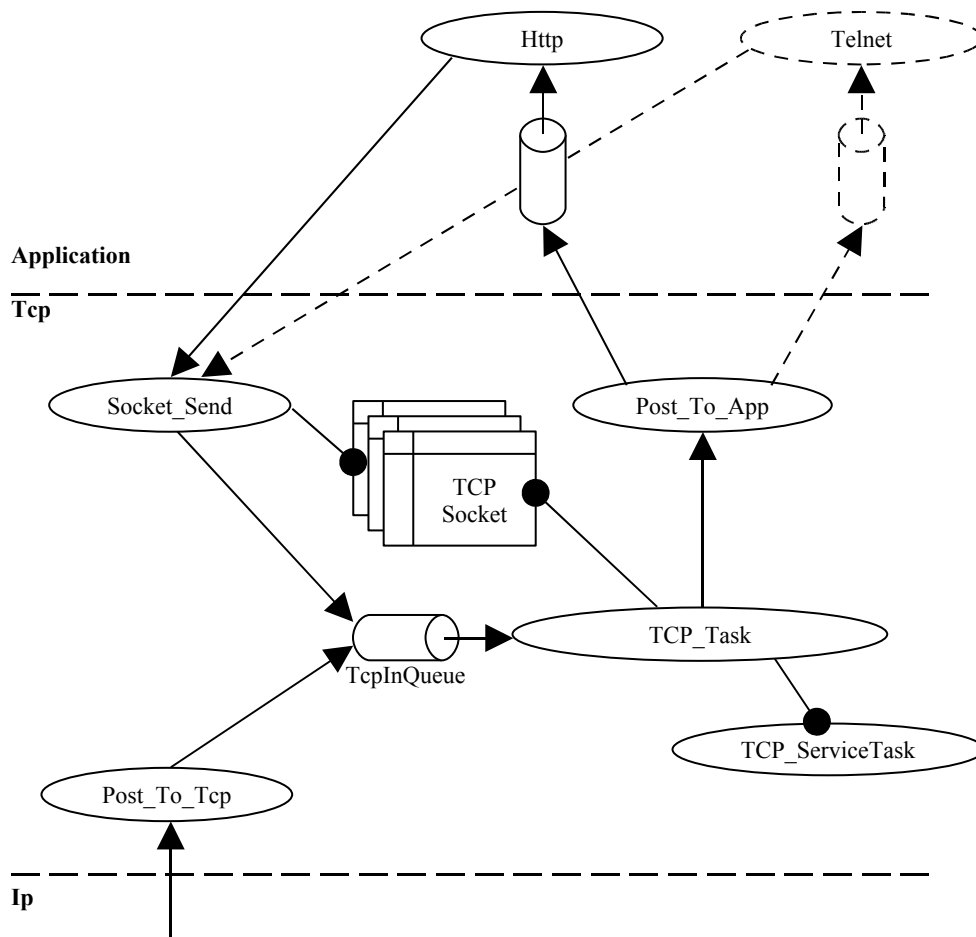 Http
Telnet
Application
Tcp
Socket_Send
Post_To_App
TCP
Socket
TCP_Task
TcpInQueue
TCP_ServiceTask
Post_To_Tcp
Ip